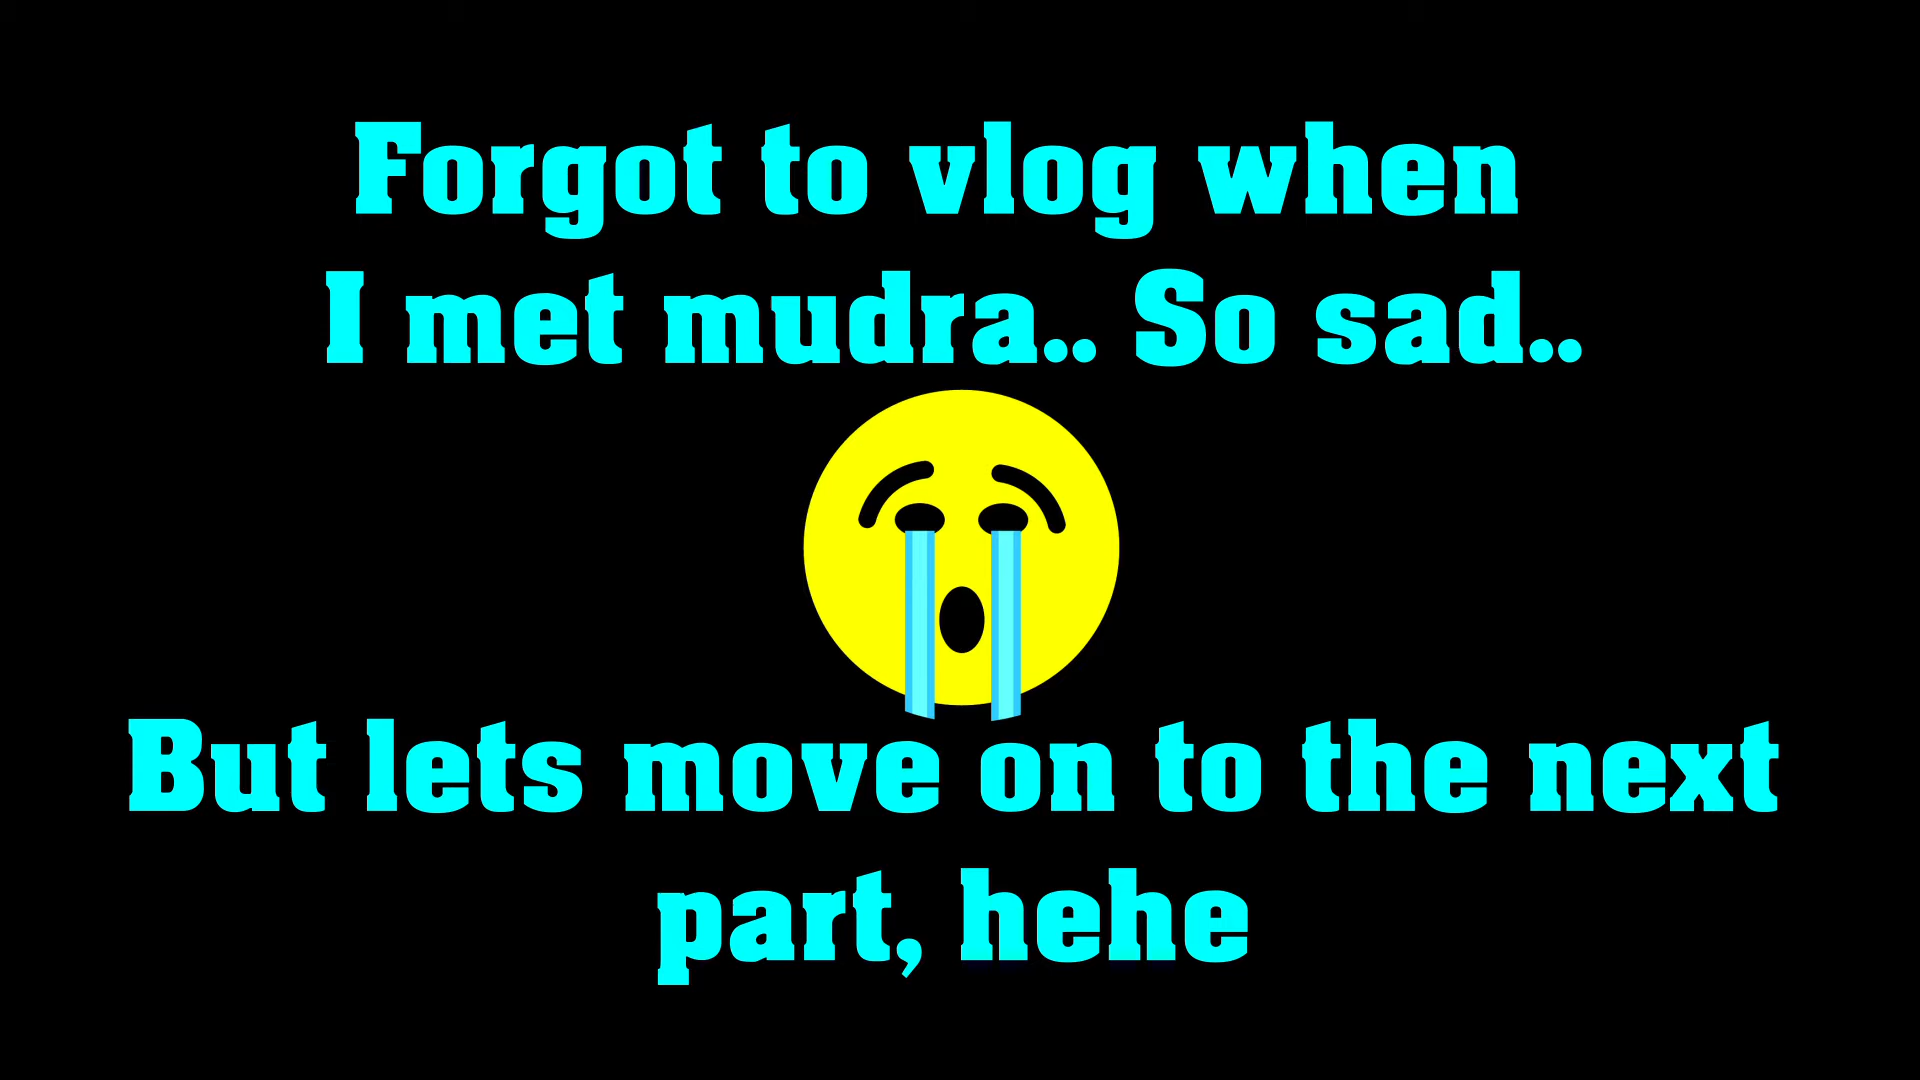 Forgot to vlog when
I met mudra.. So sad..
But lets move on to the next
part, hehe